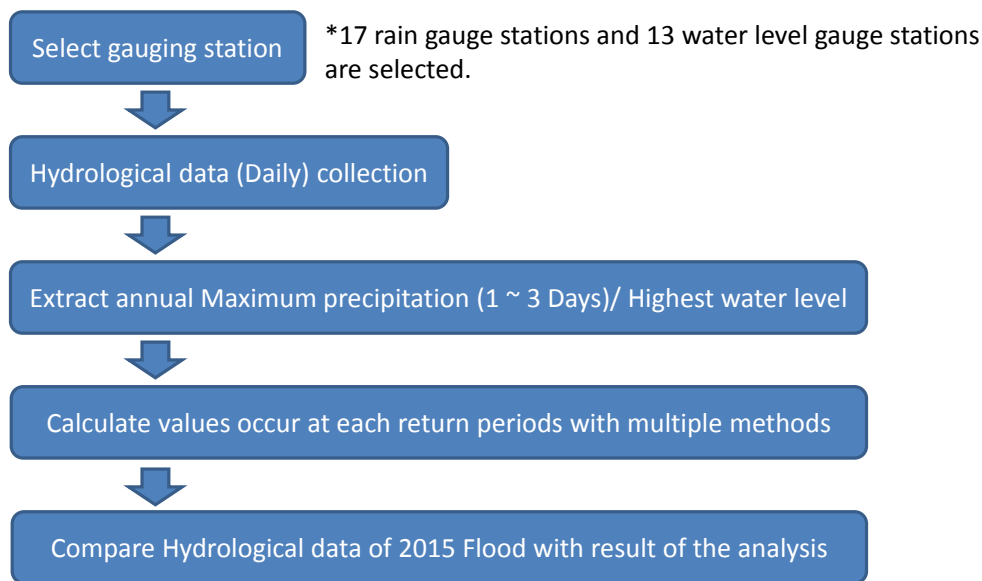 Select gauging station
*17 rain gauge stations and 13 water level gauge stations
are selected.
Hydrological data (Daily) collection
Extract annual Maximum precipitation (1 ~ 3 Days)/ Highest water level
Calculate values occur at each return periods with multiple methods
Compare Hydrological data of 2015 Flood with result of the analysis